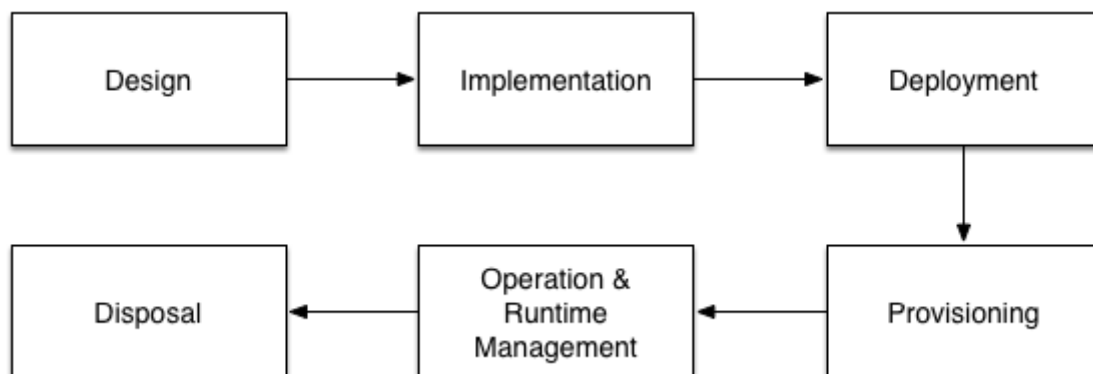 Design
Implementation
Deployment
Disposal
Operation &
Runtime
Management
Provisioning